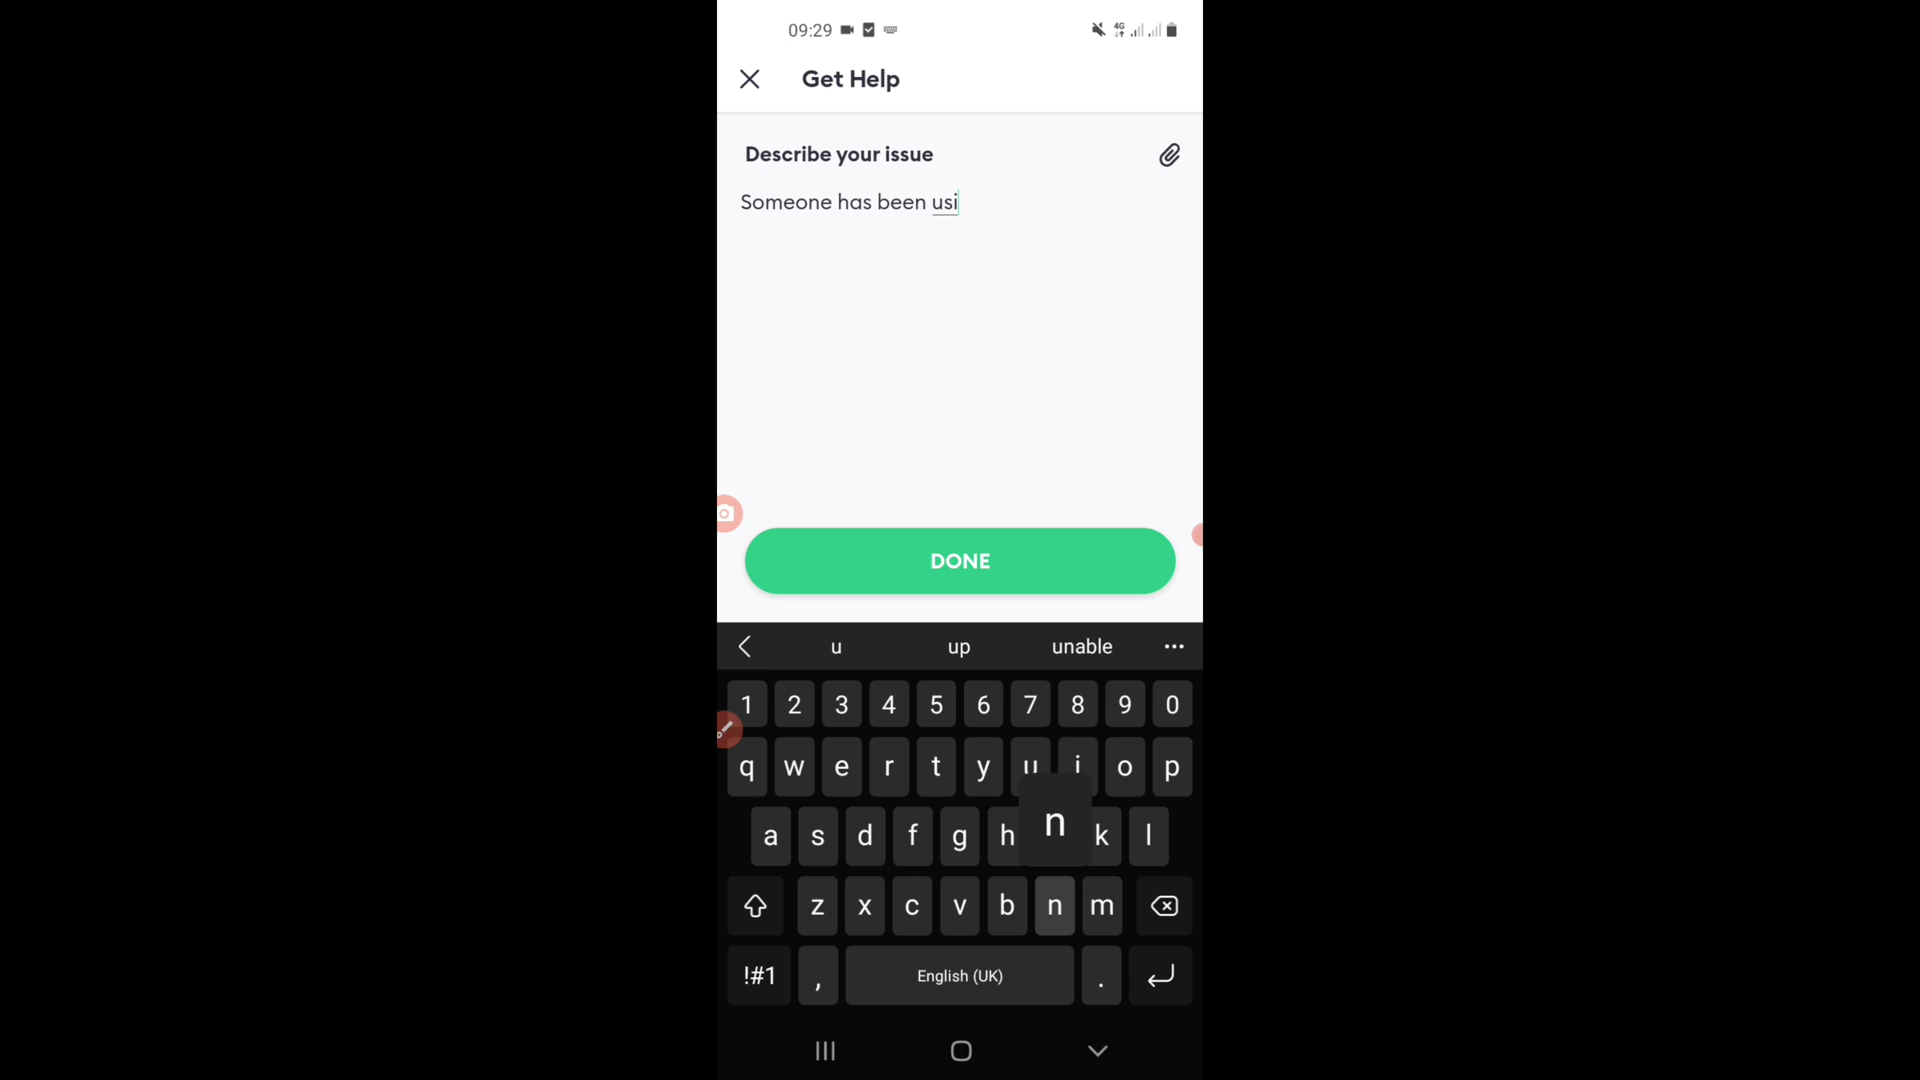 09:29 4G
Get Help
Describe your issue
Someone has been usi
DONE
u up unable
1 2 3 4 5 6 7 8 9 0
q w e r t y u i o p
a s d f g h n k l
z x c v b n m
!#1 , English (UK) .